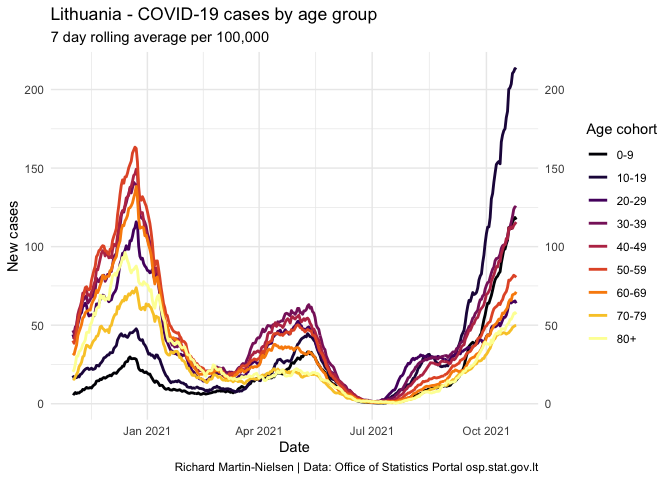 Lithuania - COVID-19 cases by age group
7 day rolling average per 100,000
New cases
200
150
100
50
0
200
150
100
50
0
Jan 2021
Apr 2021
Jul 2021
Oct 2021
Date
Age cohort
0-9
10-19
20-29
30-39
40-49
50-59
60-69
70-79
80+
Richard Martin-Nielsen | Data: Office of Statistics Portal osp.stat.gov.lt